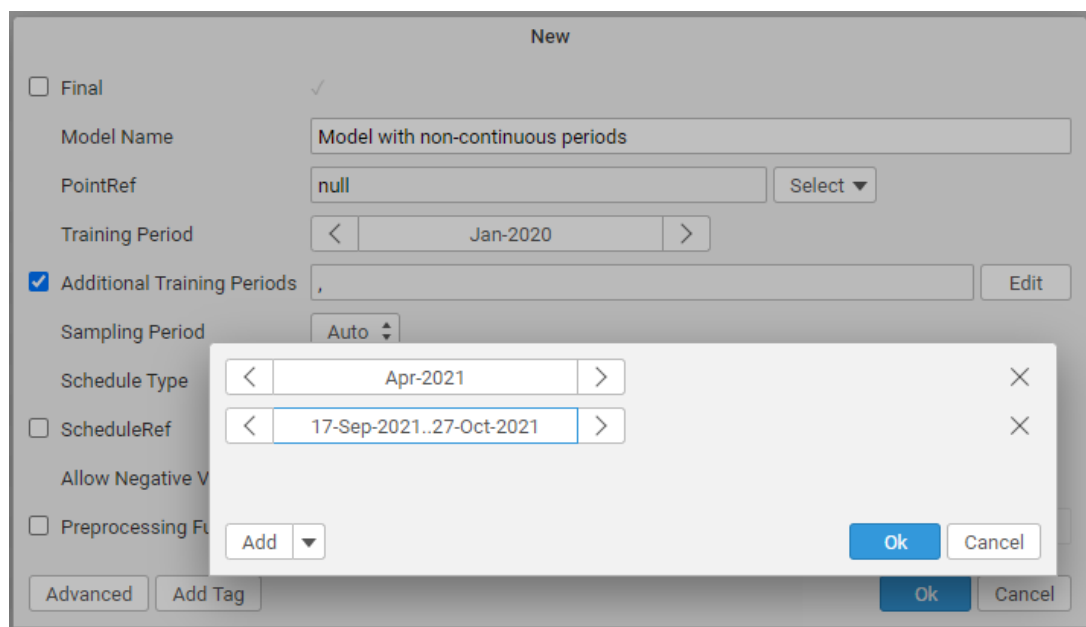 New
Final
Model Name Model with non-continuous periods
PointRef null Select
Training Period Jan-2020
Additional Training Periods , Edit
Sampling Period Auto
Schedule Type
Apr-2021
ScheduleRef
17-Sep-2021..27-Oct-2021
Allow Negative V
Preprocessing Fu
Add Ok Cancel
Advanced Add Tag Ok Cancel